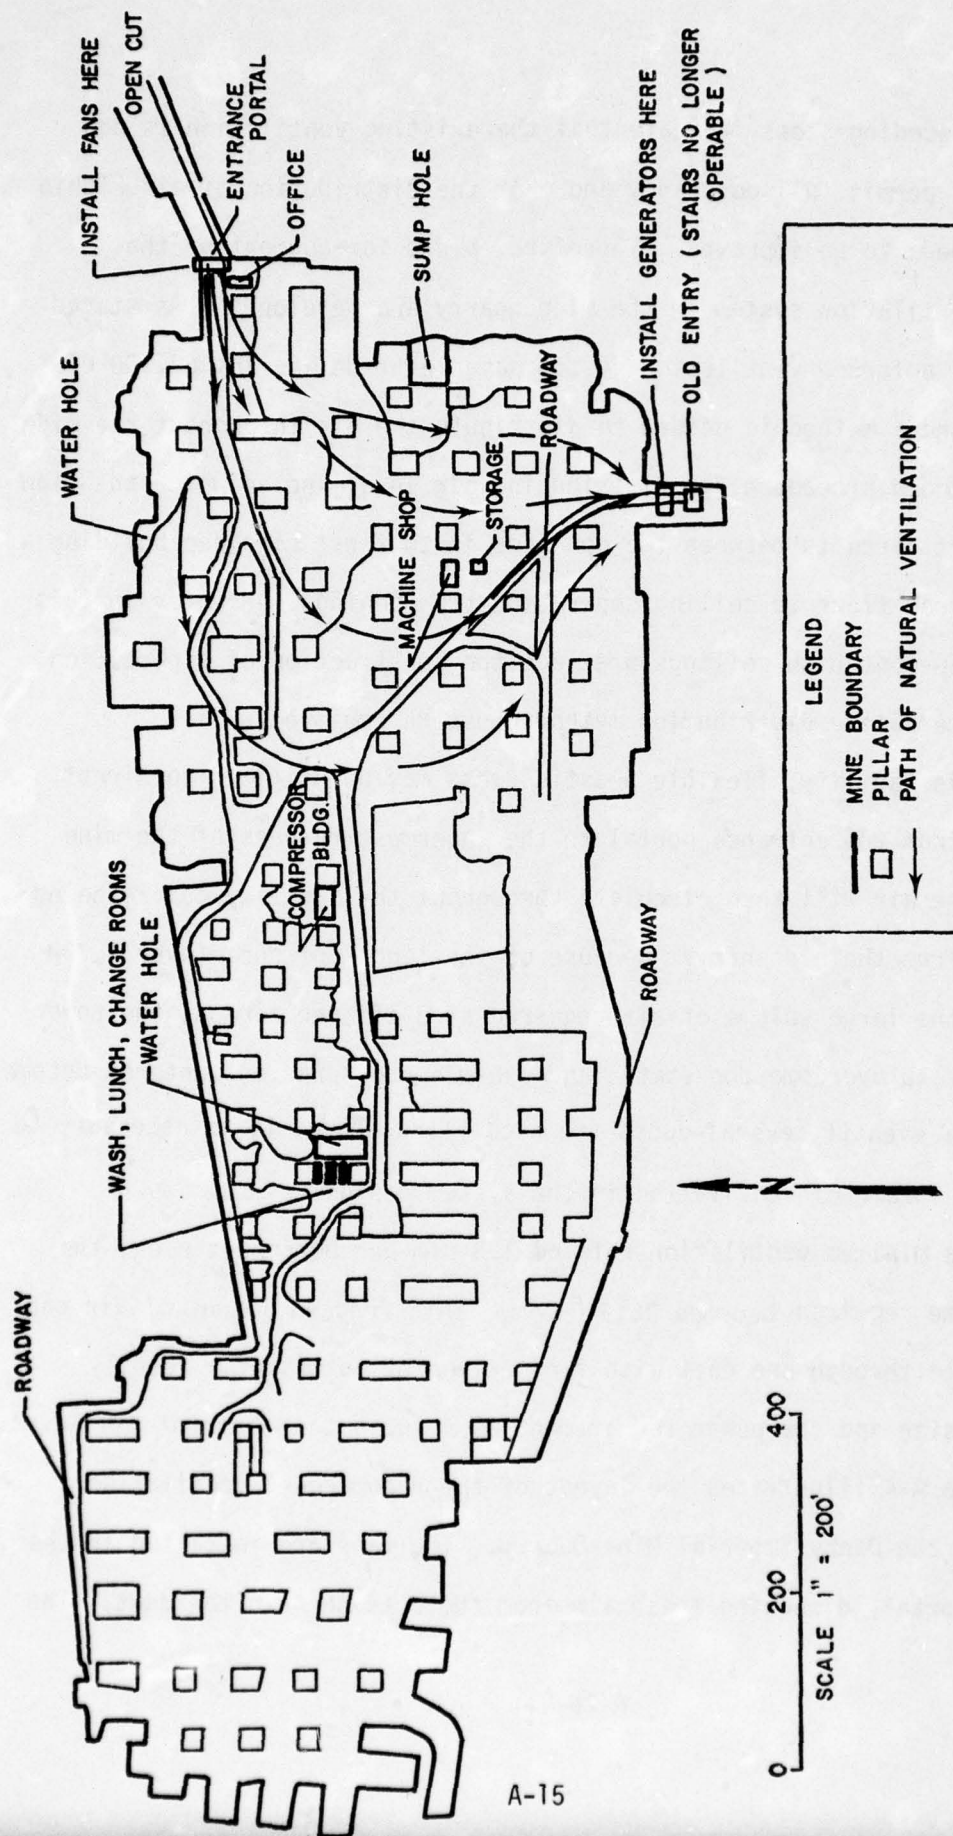 INSTALL FANS HERE
OPEN CUT
ENTRANCE
PORTAL
OFFICE
SUMP HOLE
WATER HOLE
ROADWAY
INSTALL GENERATORS HERE
OLD ENTRY (STAIRS NO LONGER
OPERABLE)
STORAGE
MACHINE SHOP
COMPRESSOR
BLDG.
WASH, LUNCH, CHANGE ROOMS
WATER HOLE
ROADWAY
ROADWAY
N
LEGEND
MINE BOUNDARY
PILLAR
PATH OF NATURAL VENTILATION
0 200 400
SCALE 1" = 200'
A-15